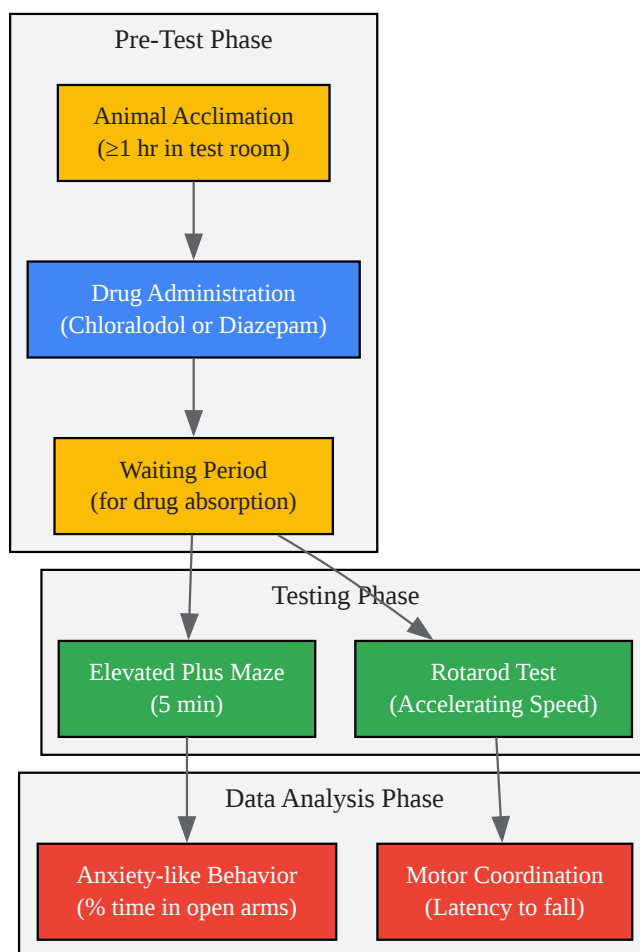 Pre-Test Phase
Animal Acclimation
(≥1 hr in test room)
Drug Administration
(Chloralodol or Diazepam)
Waiting Period
(for drug absorption)
Testing Phase
Elevated Plus Maze
(5 min)
Rotarod Test
(Accelerating Speed)
Data Analysis Phase
Anxiety-like Behavior
(% time in open arms)
Motor Coordination
(Latency to fall)